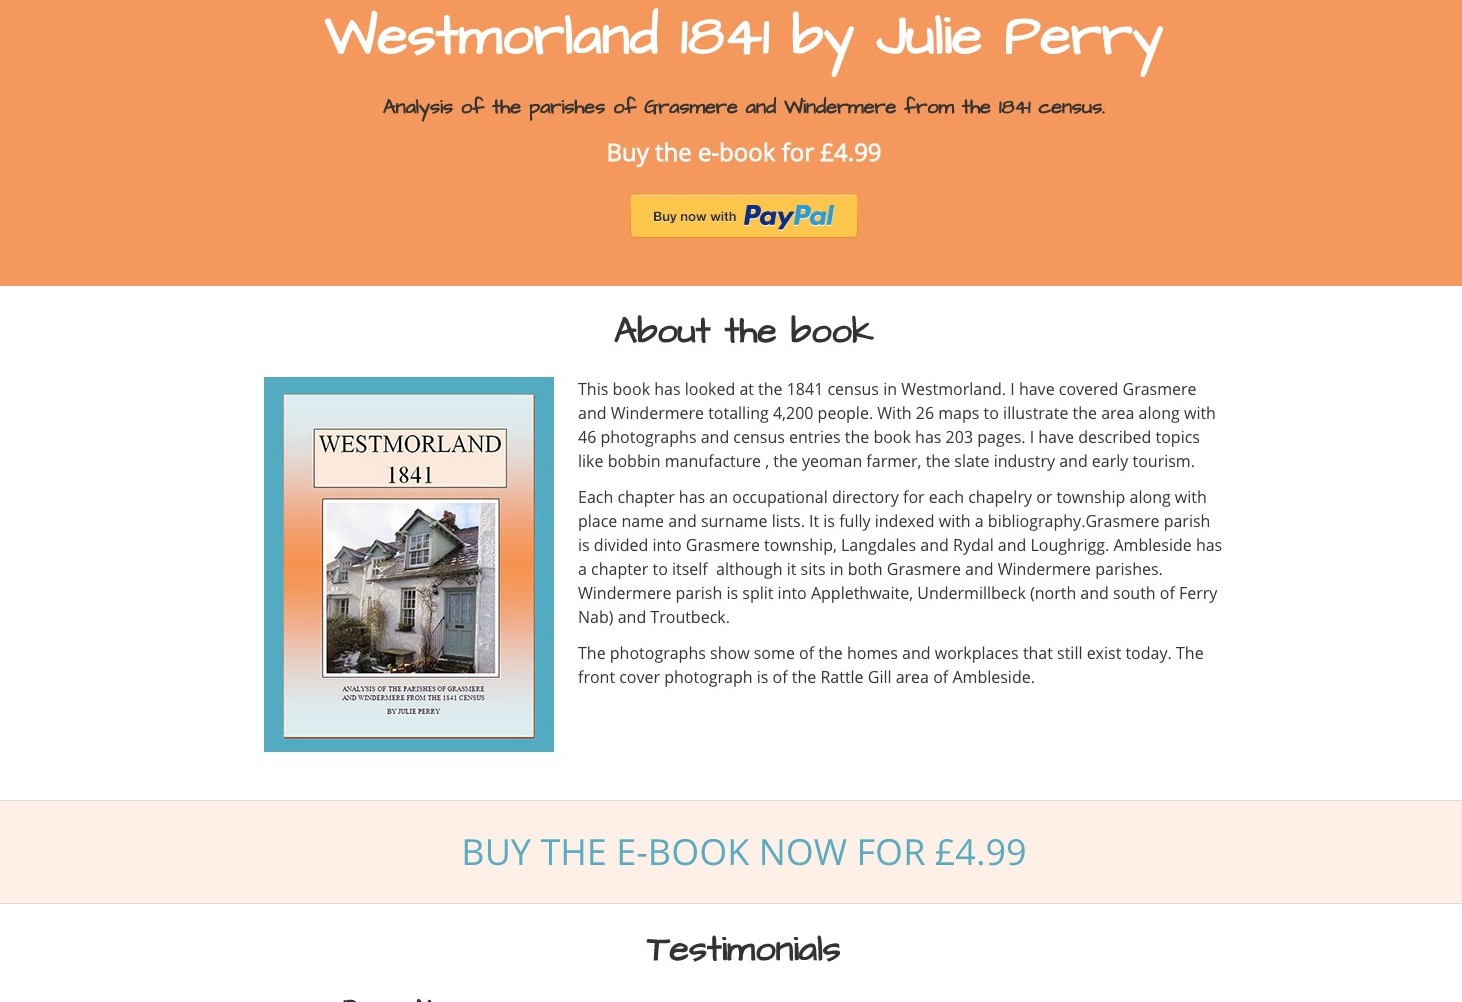 Westmorland 1841 by Julie Perry
Analysis of the parishes of Grasmere and Windermere from the 1841 census.
Buy the e-book for £4.99
Buy now with PayPal
About the book
WESTMORLAND
1841
ANALYSIS OF THE PARISHES OF GRASMERE
AND WINDERMERE FROM THE 1841 CENSUS
BY JULIE PERRY
This book has looked at the 1841 census in Westmorland. I have covered Grasmere
and Windermere totalling 4,200 people. With 26 maps to illustrate the area along with
46 photographs and census entries the book has 203 pages. I have described topics
like bobbin manufacture , the yeoman farmer, the slate industry and early tourism.
Each chapter has an occupational directory for each chapelry or township along with
place name and surname lists. It is fully indexed with a bibliography.Grasmere parish
is divided into Grasmere township, Langdales and Rydal and Loughrigg. Ambleside has
a chapter to itself  although it sits in both Grasmere and Windermere parishes.
Windermere parish is split into Applethwaite, Undermillbeck (north and south of Ferry
Nab) and Troutbeck.
The photographs show some of the homes and workplaces that still exist today. The
front cover photograph is of the Rattle Gill area of Ambleside.
BUY THE E-BOOK NOW FOR £4.99
Testimonials